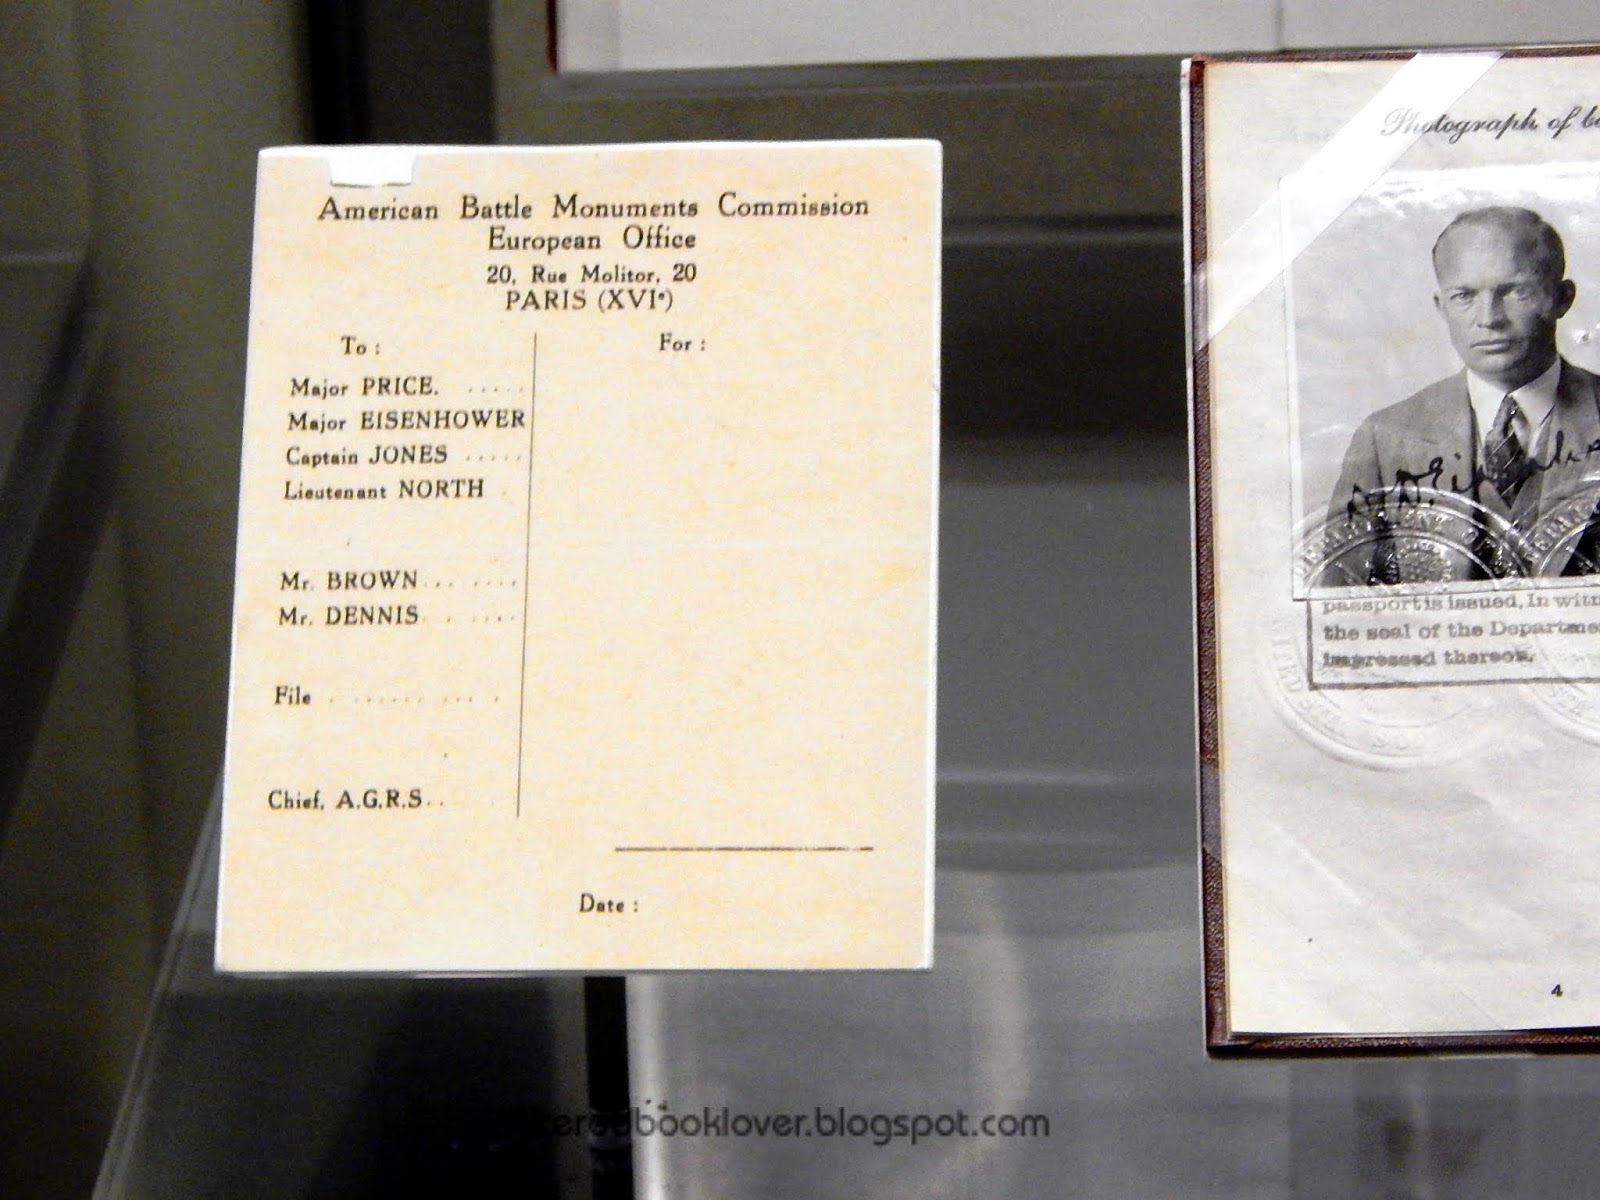 American Battle Monuments Commission
European Office
20, Rue Molitor, 20
PARIS (XVIᵉ)
To :
For :
Major PRICE. .....
Major EISENHOWER
Captain JONES .....
Lieutenant NORTH
Mr. BROWN... ....
Mr. DENNIS . . ....
File . ...... ... .
Chief, A.G.R.S..
Date :
Photograph of
passport is issued. In
the seal of the
impressed thereon.
4
booklover.blogspot.com